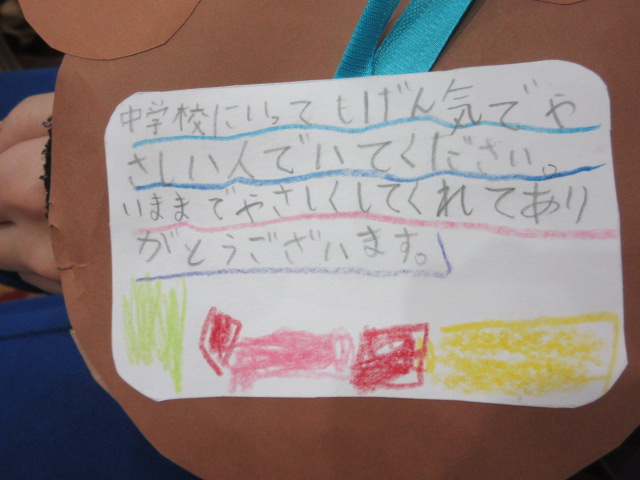 中学校にいってもげん気でや
さしい人でいてください。
いままでやさしくしてくれてあり
がとうございます。